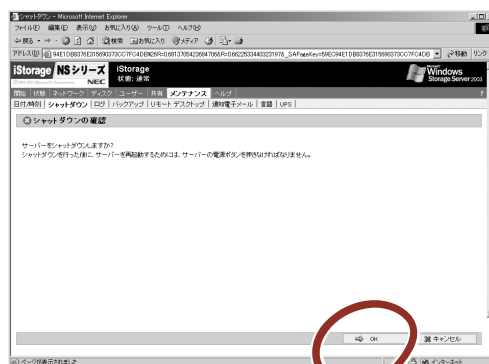 シャットダウン - Microsoft Internet Explorer
ファイル(F) 編集(E) 表示(V) お気に入り(A) ツール(T) ヘルプ(H)
戻る 検索 お気に入り メディア
アドレス(D) 移動 リンク
iStorage NSシリーズ iStorage
状態: 通常
NEC
Microsoft
Windows
Storage Server 2003
開始 状態 ネットワーク ディスク ユーザー 共有 メンテナンス ヘルプ ?
日付/時刻 シャットダウン ログ バックアップ リモート デスクトップ 通知電子メール 言語 UPS
シャットダウンの確認
サーバーをシャットダウンしますか?
シャットダウンを行った後に、サーバーを再起動するためには、サーバーの電源ボタンを押さなければなりません。
OK キャンセル
ページが表示されました インターネット